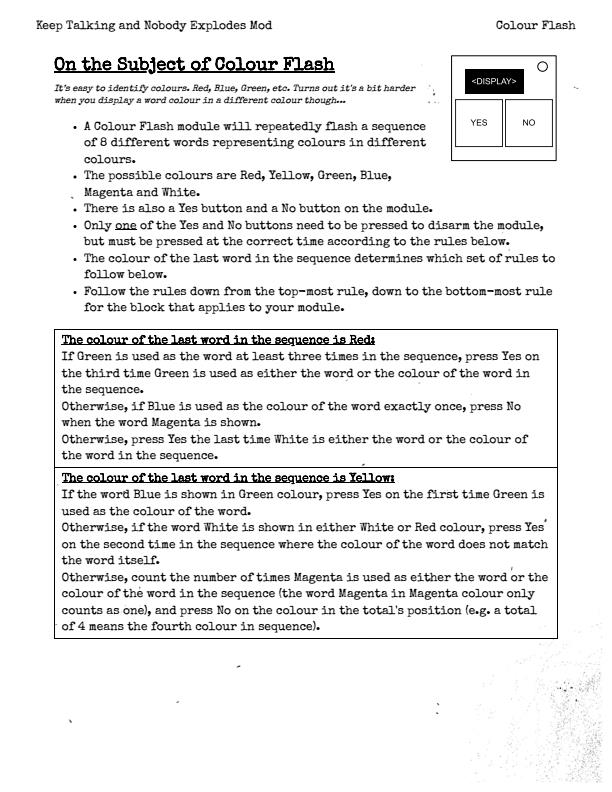 Keep Talking and Nobody Explodes Mod
Colour Flash
On the Subject of Colour Flash
It's easy to identify colours. Red, Blue, Green, etc. Turns out it's a bit harder
when you display a word colour in a different colour though...
<DISPLAY>
YES
NO
• A Colour Flash module will repeatedly flash a sequence
of 8 different words representing colours in different
colours.
• The possible colours are Red, Yellow, Green, Blue,
Magenta and White.
• There is also a Yes button and a No button on the module.
• Only one of the Yes and No buttons need to be pressed to disarm the module,
but must be pressed at the correct time according to the rules below.
• The colour of the last word in the sequence determines which set of rules to
follow below.
• Follow the rules down from the top-most rule, down to the bottom-most rule
for the block that applies to your module.
The colour of the last word in the sequence is Red:
If Green is used as the word at least three times in the sequence, press Yes on
the third time Green is used as either the word or the colour of the word in
the sequence.
Otherwise, if Blue is used as the colour of the word exactly once, press No
when the word Magenta is shown.
Otherwise, press Yes the last time White is either the word or the colour of
the word in the sequence.
The colour of the last word in the sequence is Yellow:
If the word Blue is shown in Green colour, press Yes on the first time Green is
used as the colour of the word.
Otherwise, if the word White is shown in either White or Red colour, press Yes
on the second time in the sequence where the colour of the word does not match
the word itself.
Otherwise, count the number of times Magenta is used as either the word or the
colour of the word in the sequence (the word Magenta in Magenta colour only
counts as one), and press No on the colour in the total's position (e.g. a total
of 4 means the fourth colour in sequence).